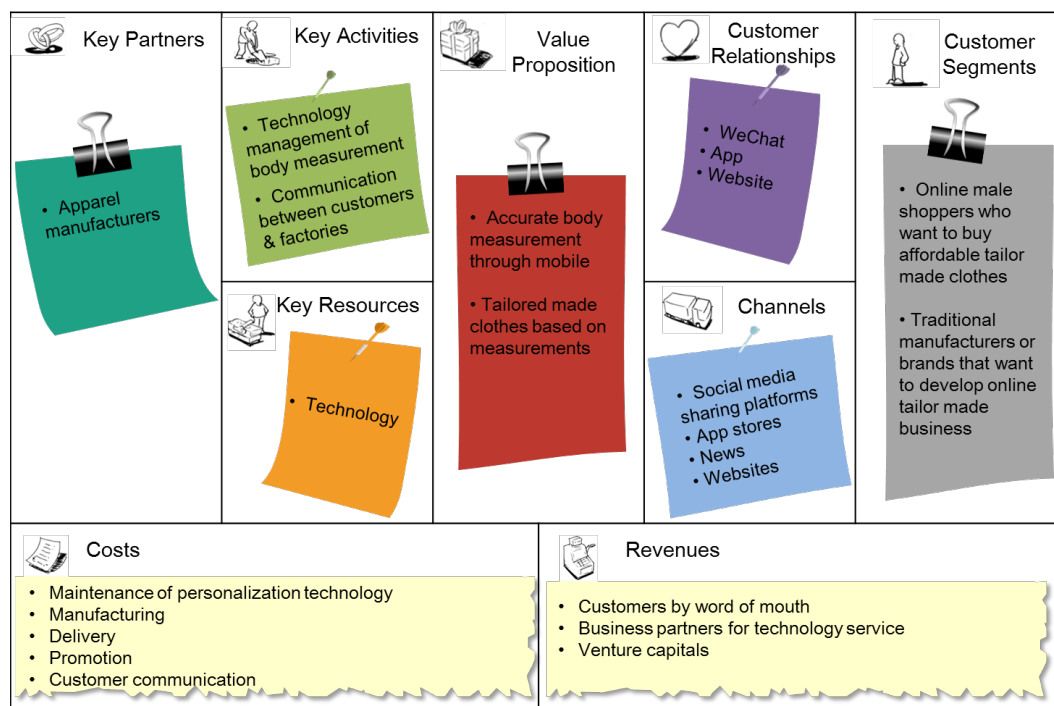 Key Partners
• Apparel
manufacturers
Key Activities
• Technology
management of
body measurement
• Communication
between customers
& factories
Key Resources
• Technology
Value
Proposition
• Accurate body
measurement
through mobile
• Tailored made
clothes based on
measurements
Customer
Relationships
• WeChat
• App
• Website
Channels
• Social media
sharing platforms
• App stores
• News
• Websites
Customer
Segments
• Online male
shoppers who
want to buy
affordable tailor
made clothes
• Traditional
manufacturers or
brands that want
to develop online
tailor made
business
Costs
• Maintenance of personalization technology
• Manufacturing
• Delivery
• Promotion
• Customer communication
Revenues
• Customers by word of mouth
• Business partners for technology service
• Venture capitals